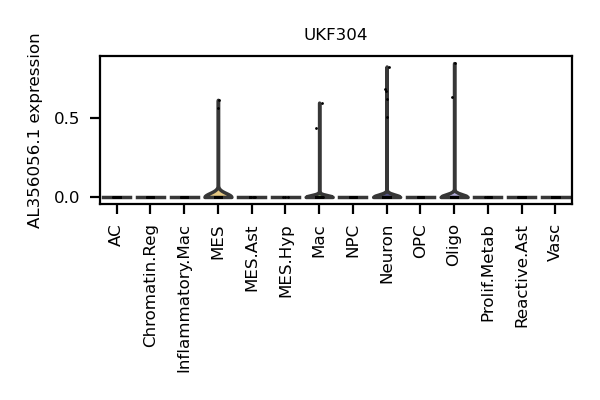 UKF304
AL356056.1 expression
0.5
0.0
AC
Chromatin.Reg
Inflammatory.Mac
MES
MES.Ast
MES.Hyp
Mac
NPC
Neuron
OPC
Oligo
Prolif.Metab
Reactive.Ast
Vasc